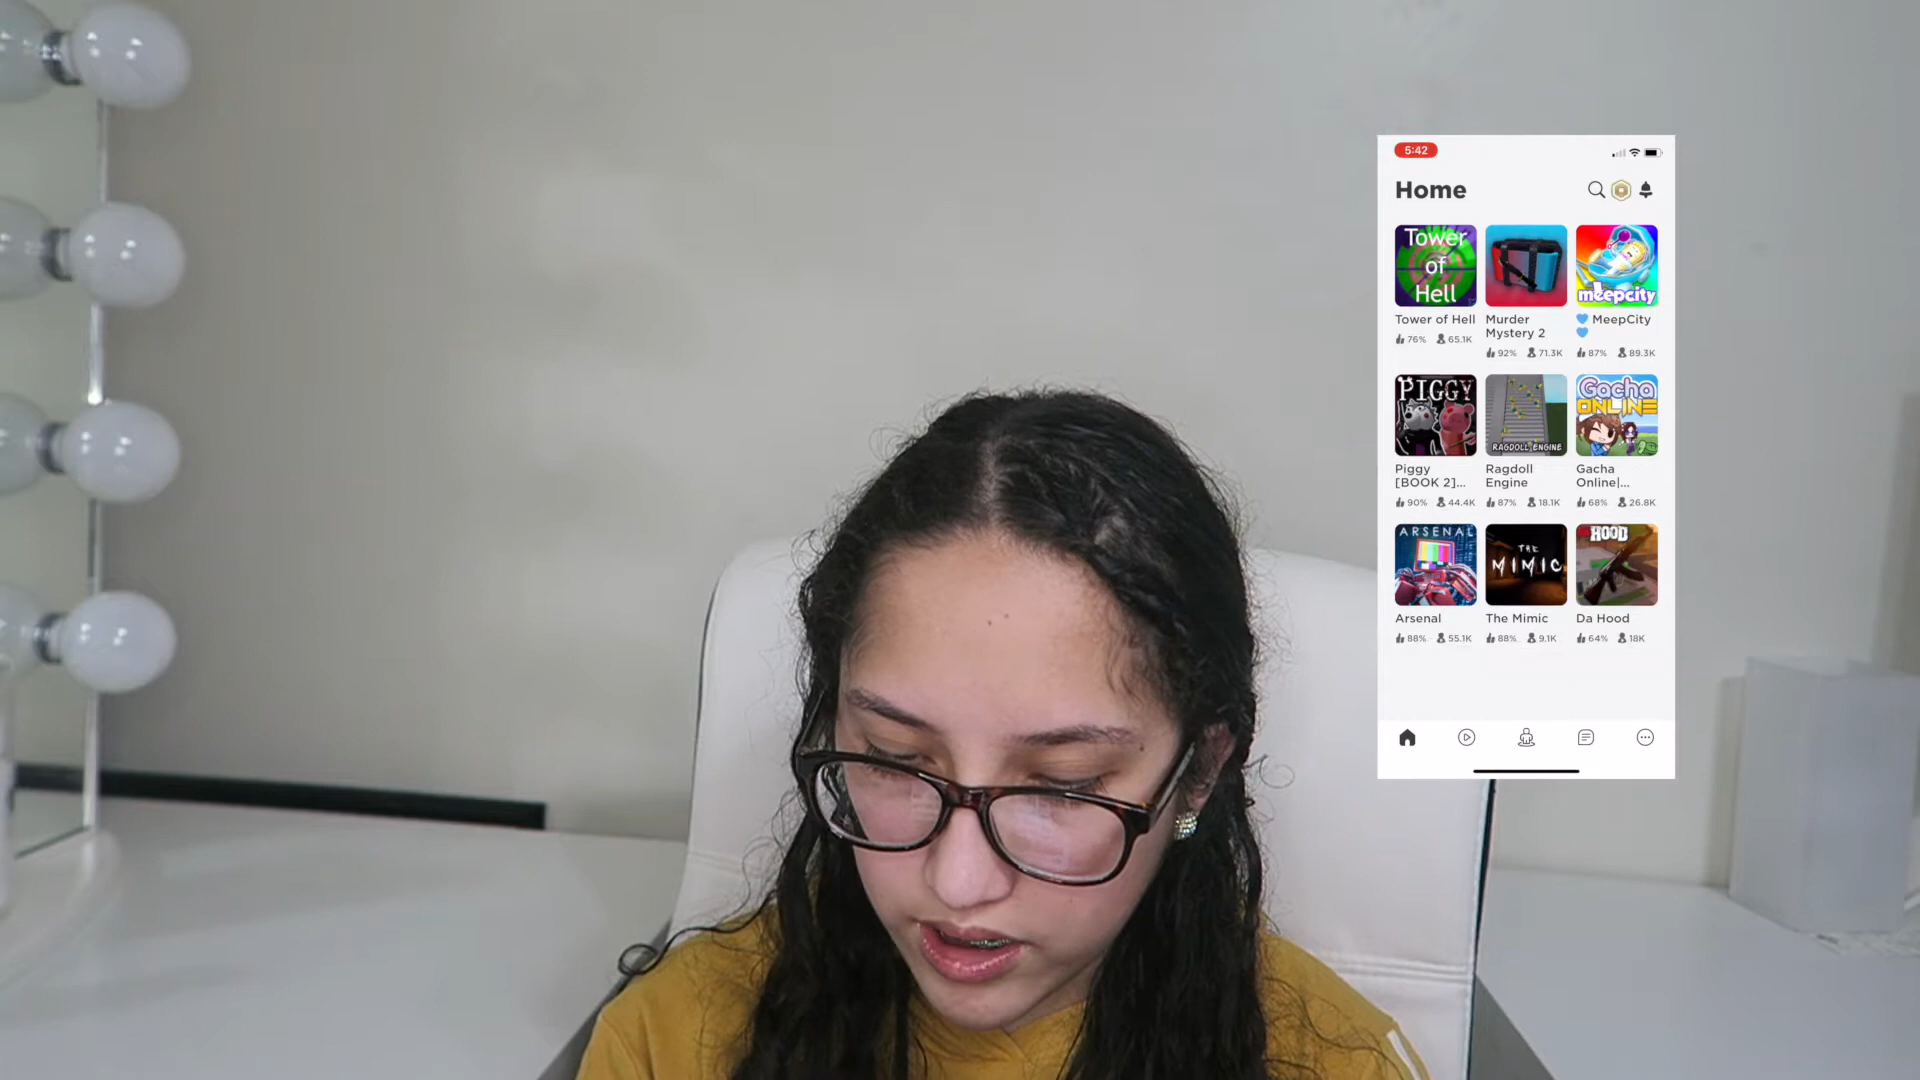 5:42
Home
Tower
of
Hell
meepcity
Tower of Hell
Murder
Mystery 2
💙 MeepCity
💙
76% 65.1K
92% 71.3K
87% 89.3K
PIGGY
RAGDOLL ENGINE
Gacha
ONLINE
Piggy
[BOOK 2]...
Ragdoll
Engine
Gacha
Online|...
90% 44.4K
87% 18.1K
68% 26.8K
ARSENAL
THE
MIMIC
HOOD
Arsenal
The Mimic
Da Hood
88% 55.1K
88% 9.1K
64% 18K